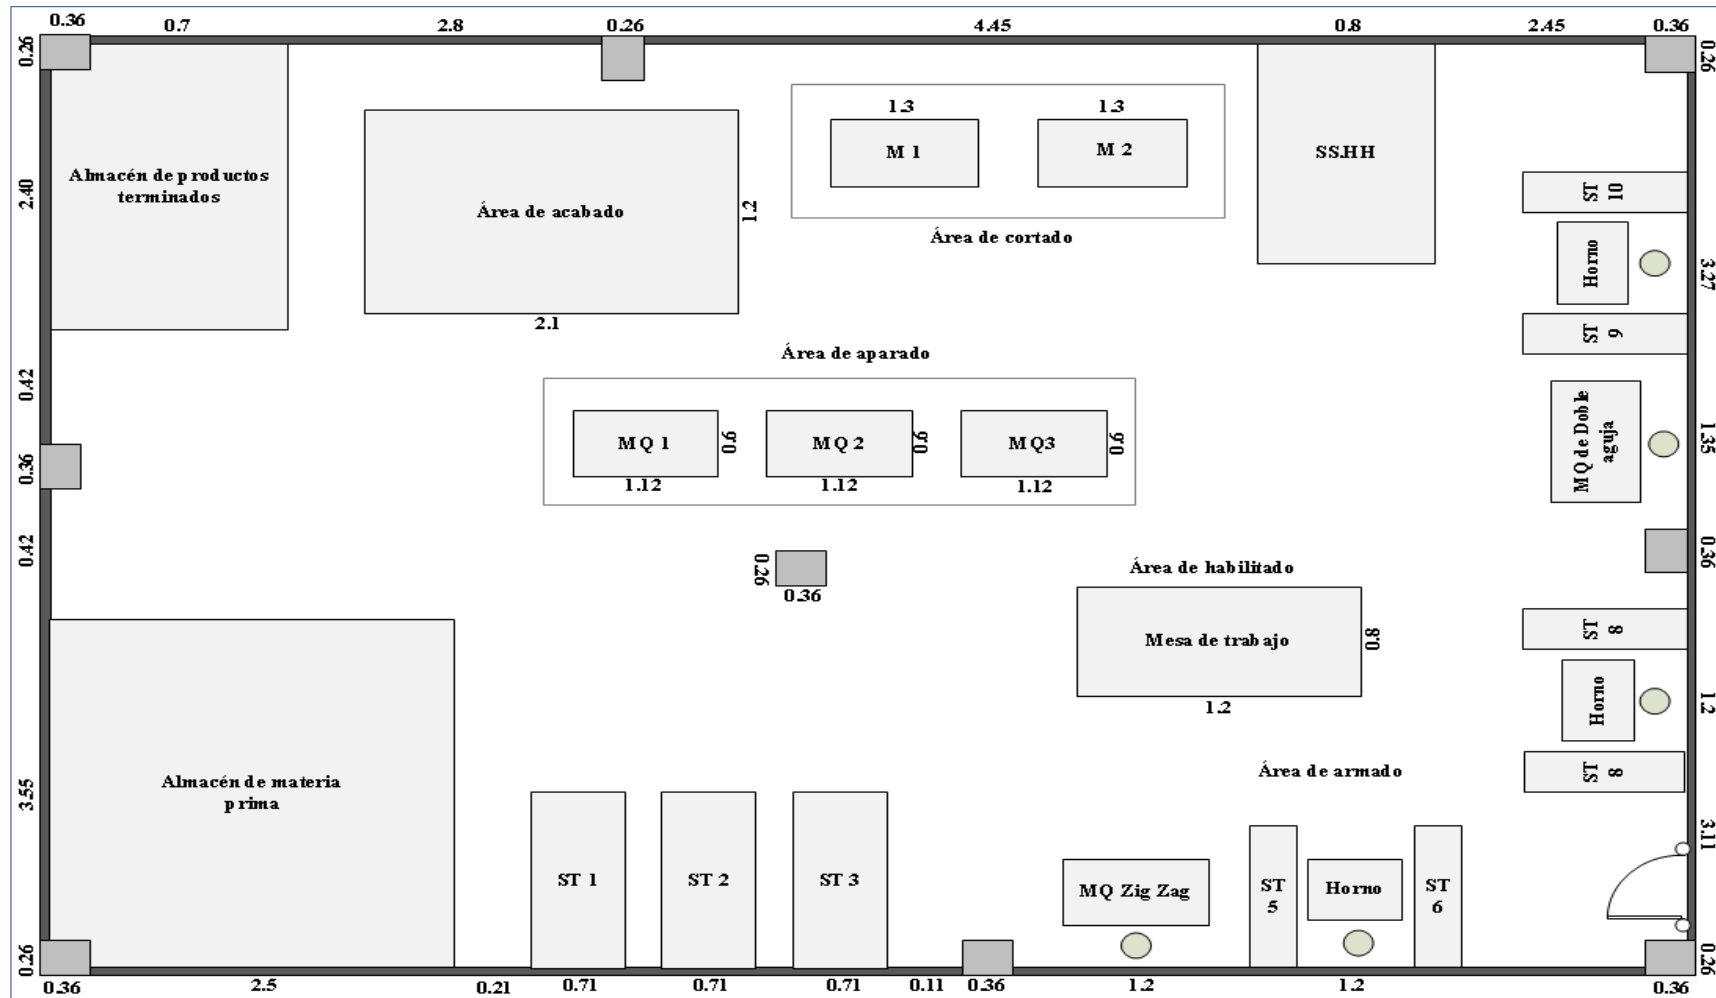 0.36
0.7
2.8
0.26
4.45
0.8
2.45
0.36
0.26
0.26
1.3
1.3
M 1
M 2
SS.HH
Almacén de productos
terminados
2.40
Área de acabado
1.2
2.1
Área de cortado
ST
10
Horno
3.27
ST
9
Área de aparado
0.42
MQ 1
0.6
1.12
MQ 2
0.6
1.12
MQ3
0.6
1.12
MQ de Doble
aguja
1.35
0.36
0.42
0.26
0.36
0.36
Área de habilitado
Mesa de trabajo
0.8
1.2
ST
8
Horno
1.2
ST
8
Área de armado
Almacén de materia
prima
3.55
3.11
ST 1
ST 2
ST 3
MQ Zig Zag
ST
5
Horno
ST
6
0.26
0.26
0.36
2.5
0.21
0.71
0.71
0.71
0.11
0.36
1.2
1.2
0.36